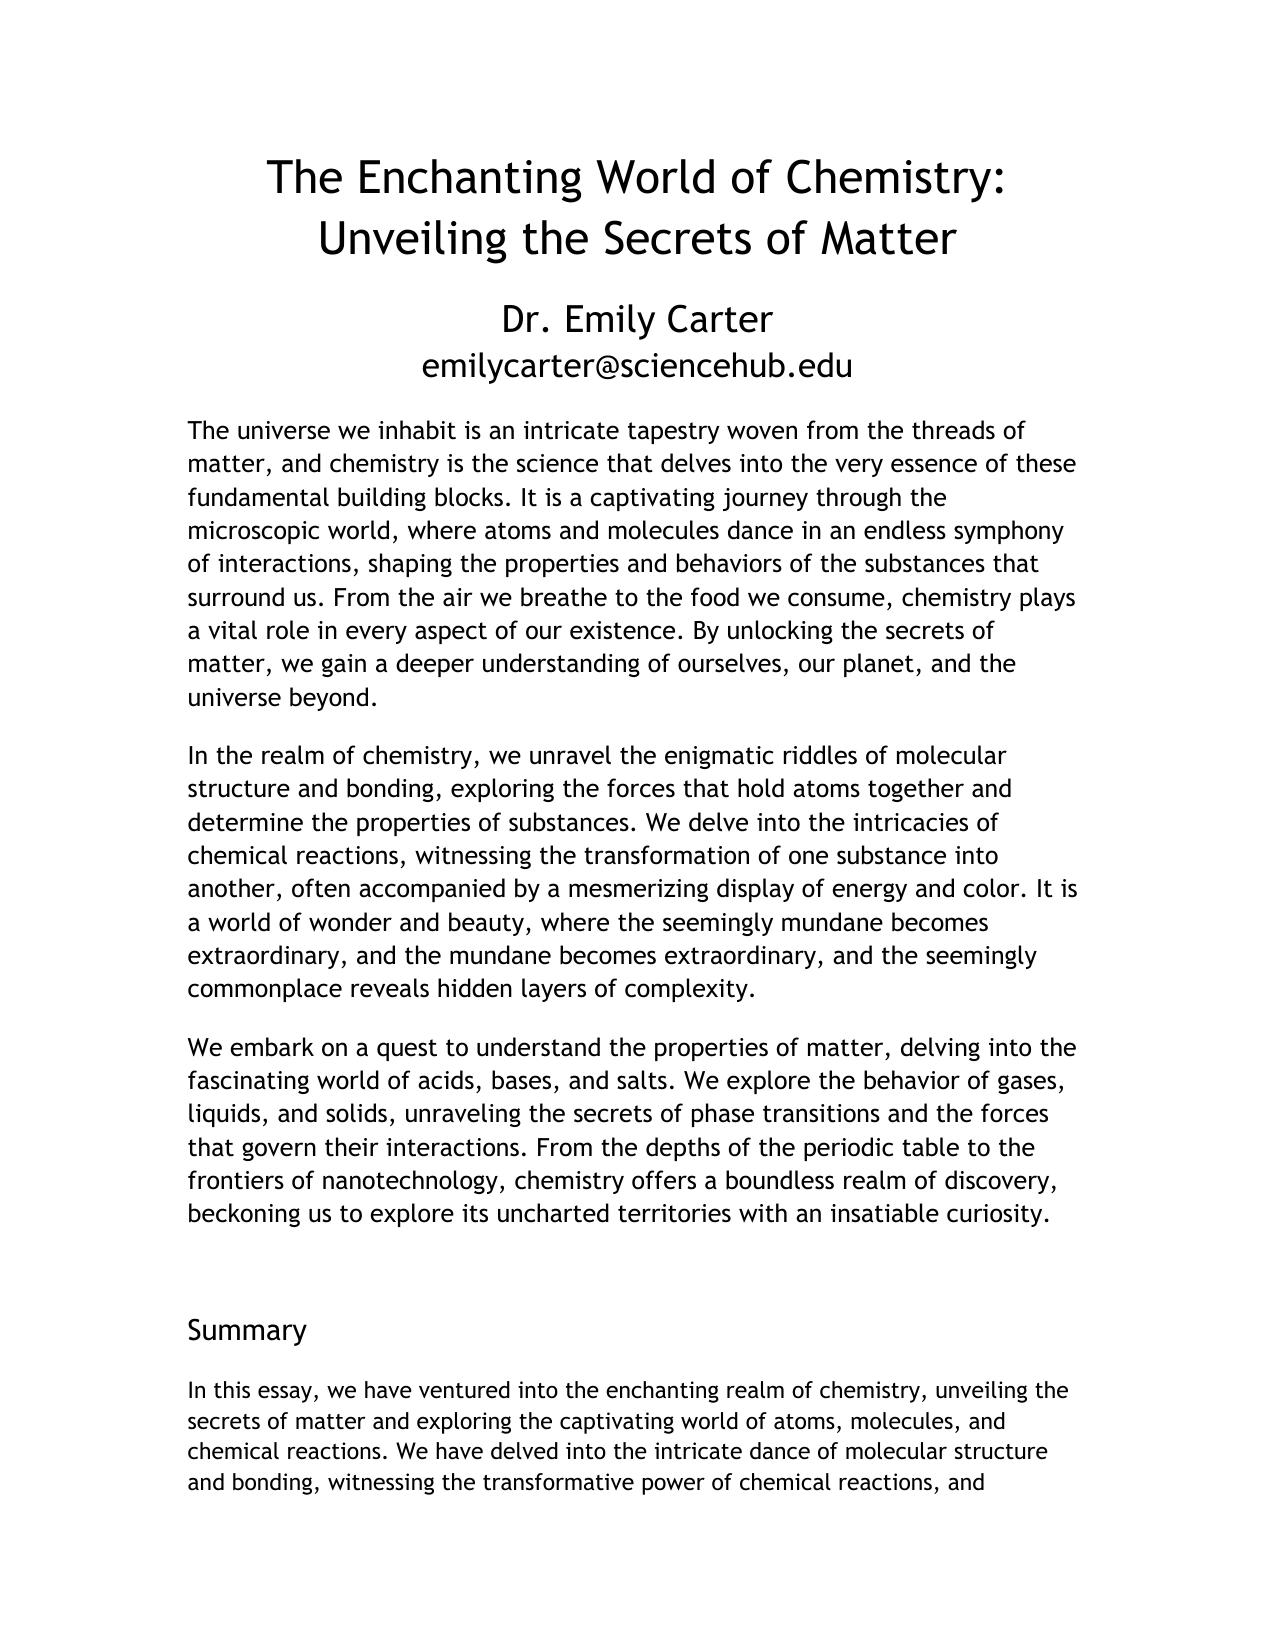 The Enchanting World of Chemistry:
Unveiling the Secrets of Matter
Dr. Emily Carter
emilycarter@sciencehub.edu
The universe we inhabit is an intricate tapestry woven from the threads of
matter, and chemistry is the science that delves into the very essence of these
fundamental building blocks. It is a captivating journey through the
microscopic world, where atoms and molecules dance in an endless symphony
of interactions, shaping the properties and behaviors of the substances that
surround us. From the air we breathe to the food we consume, chemistry plays
a vital role in every aspect of our existence. By unlocking the secrets of
matter, we gain a deeper understanding of ourselves, our planet, and the
universe beyond.
In the realm of chemistry, we unravel the enigmatic riddles of molecular
structure and bonding, exploring the forces that hold atoms together and
determine the properties of substances. We delve into the intricacies of
chemical reactions, witnessing the transformation of one substance into
another, often accompanied by a mesmerizing display of energy and color. It is
a world of wonder and beauty, where the seemingly mundane becomes
extraordinary, and the mundane becomes extraordinary, and the seemingly
commonplace reveals hidden layers of complexity.
We embark on a quest to understand the properties of matter, delving into the
fascinating world of acids, bases, and salts. We explore the behavior of gases,
liquids, and solids, unraveling the secrets of phase transitions and the forces
that govern their interactions. From the depths of the periodic table to the
frontiers of nanotechnology, chemistry offers a boundless realm of discovery,
beckoning us to explore its uncharted territories with an insatiable curiosity.
Summary
In this essay, we have ventured into the enchanting realm of chemistry, unveiling the
secrets of matter and exploring the captivating world of atoms, molecules, and
chemical reactions. We have delved into the intricate dance of molecular structure
and bonding, witnessing the transformative power of chemical reactions, and